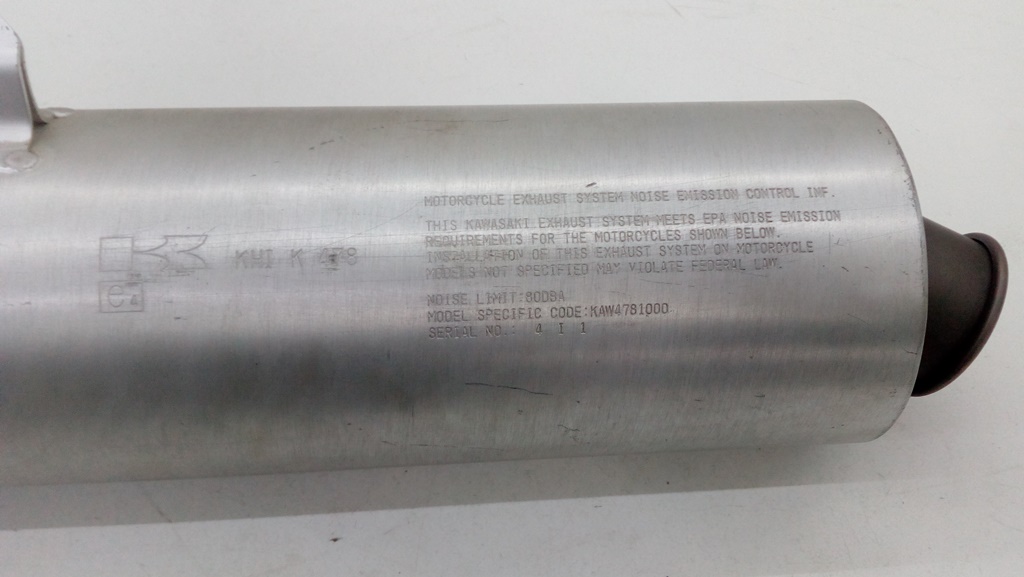 KHI K 478
MOTORCYCLE EXHAUST SYSTEM NOISE EMISSION CONTROL INF.
THIS KAWASAKI EXHAUST SYSTEM MEETS EPA NOISE EMISSION
REQUIREMENTS FOR THE MOTORCYCLES SHOWN BELOW.
INSTALLATION OF THIS EXHAUST SYSTEM ON MOTORCYCLE
MODELS NOT SPECIFIED MAY VIOLATE FEDERAL LAW.
NOISE LIMIT:80DBA
MODEL SPECIFIC CODE:KAW4781000
SERIAL NO.: 4 I 1